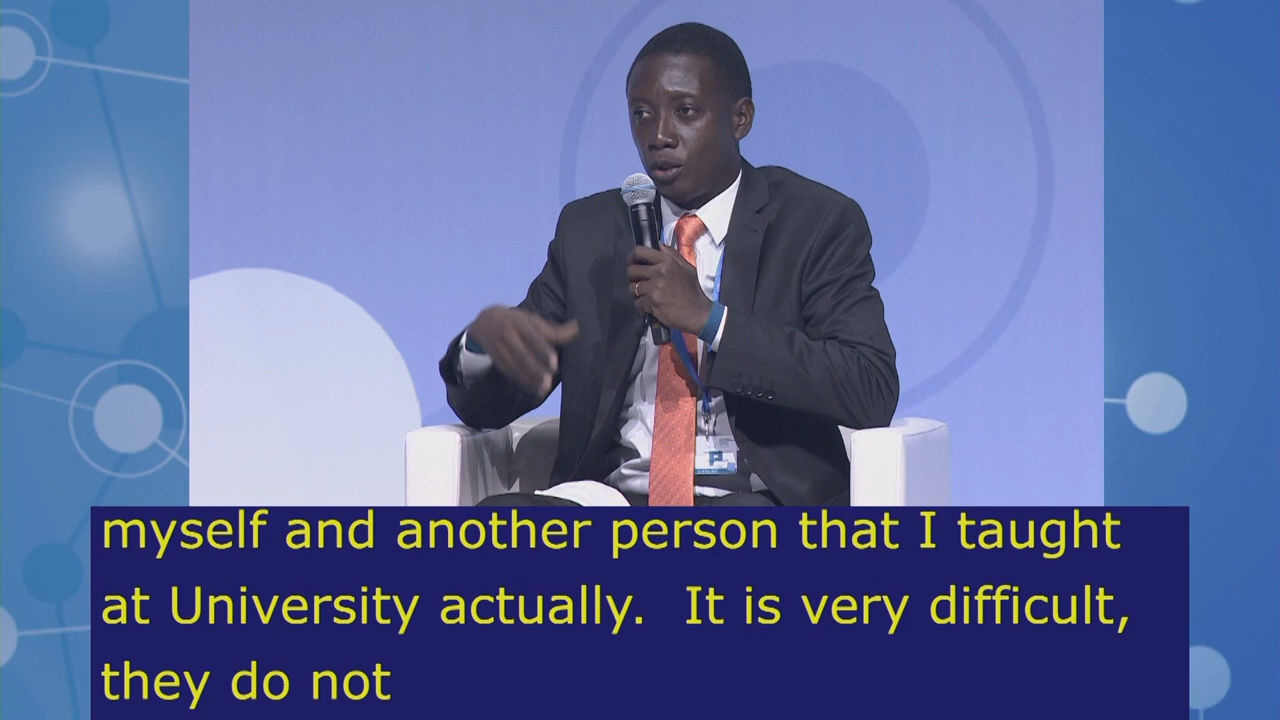 myself and another person that I taught
at University actually.  It is very difficult,
they do not